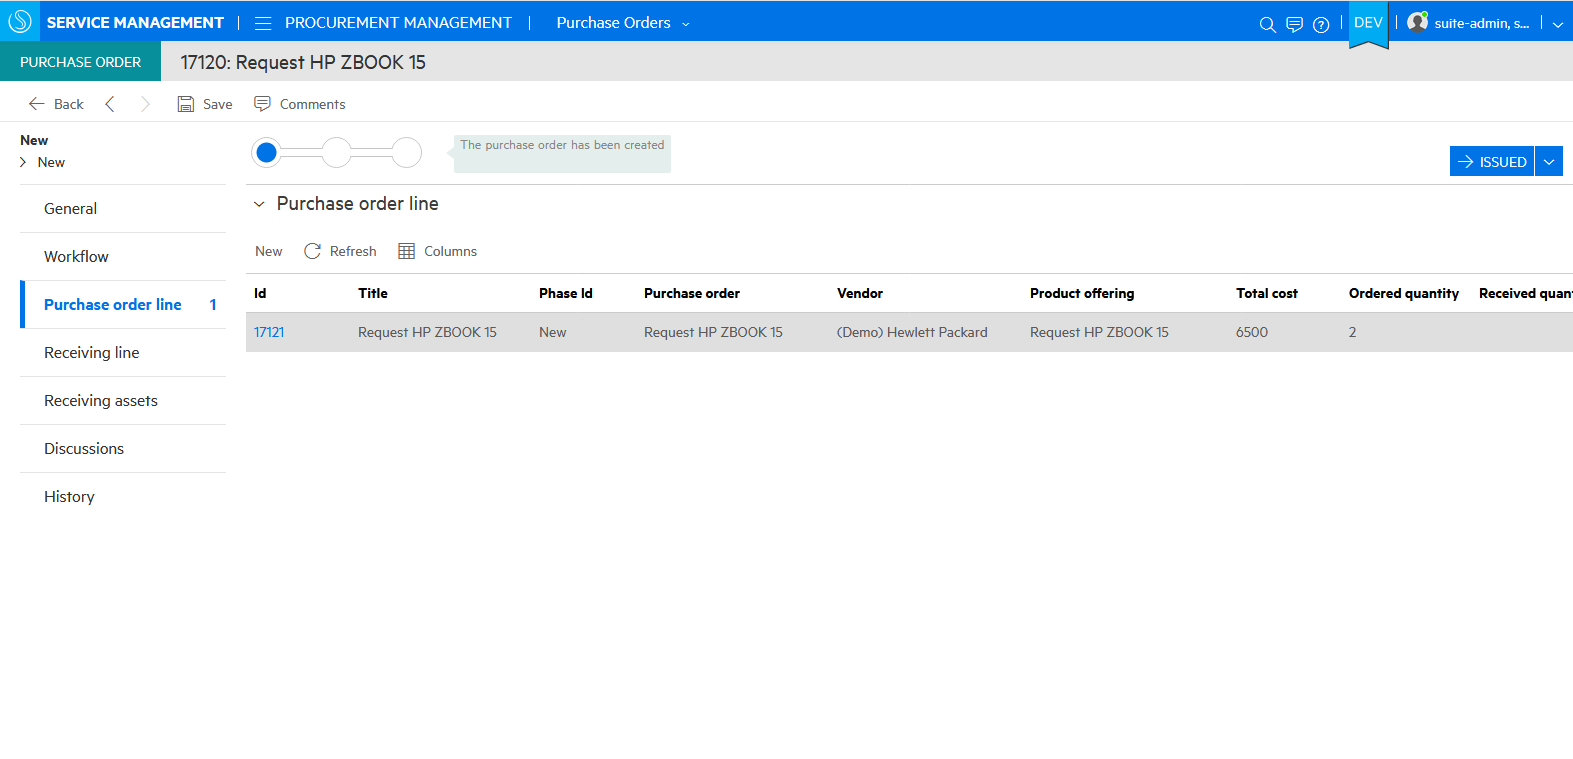 SERVICE MANAGEMENT | PROCUREMENT MANAGEMENT | Purchase Orders DEV suite-admin, s...
PURCHASE ORDER 17120: Request HP ZBOOK 15
Back Save Comments
New
New
The purchase order has been created
ISSUED
General
Workflow
Purchase order line 1
Receiving line
Receiving assets
Discussions
History
Purchase order line
New Refresh Columns
Id Title Phase Id Purchase order Vendor Product offering Total cost Ordered quantity Received quant
17121 Request HP ZBOOK 15 New Request HP ZBOOK 15 (Demo) Hewlett Packard Request HP ZBOOK 15 6500 2